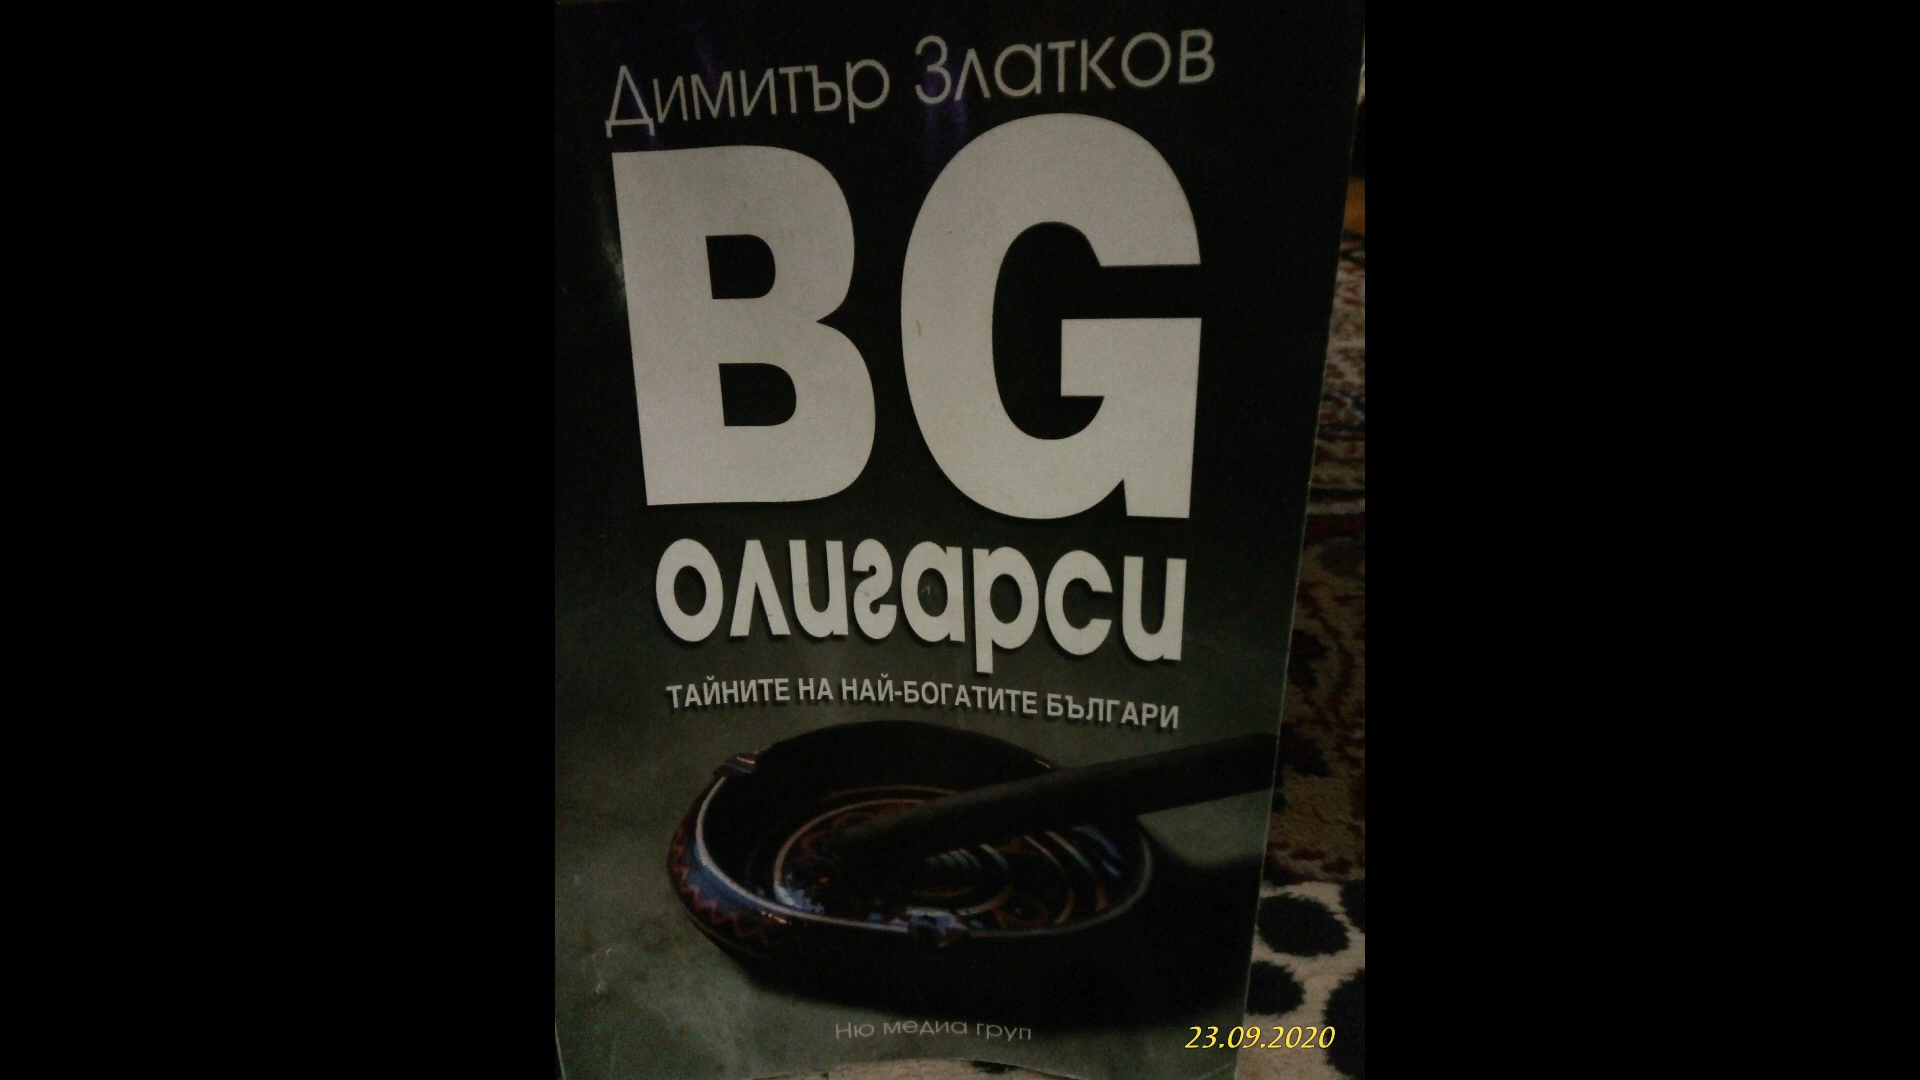 Димитър Златков
BG
олигарси
ТАЙНИТЕ НА НАЙ-БОГАТИТЕ БЪЛГАРИ
Ню медиа груп
23.09.2020